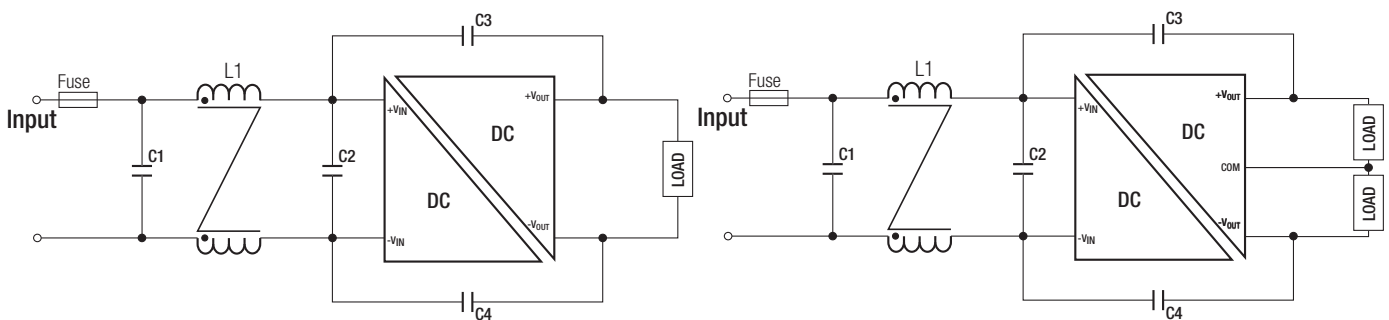 C3
Fuse
L1
Input
+VIN
+VOUT
DC
C1
C2
LOAD
DC
-VIN
-VOUT
C4
C3
Fuse
L1
Input
+VIN
+VOUT
DC
LOAD
C1
C2
COM
DC
LOAD
-VIN
-VOUT
C4